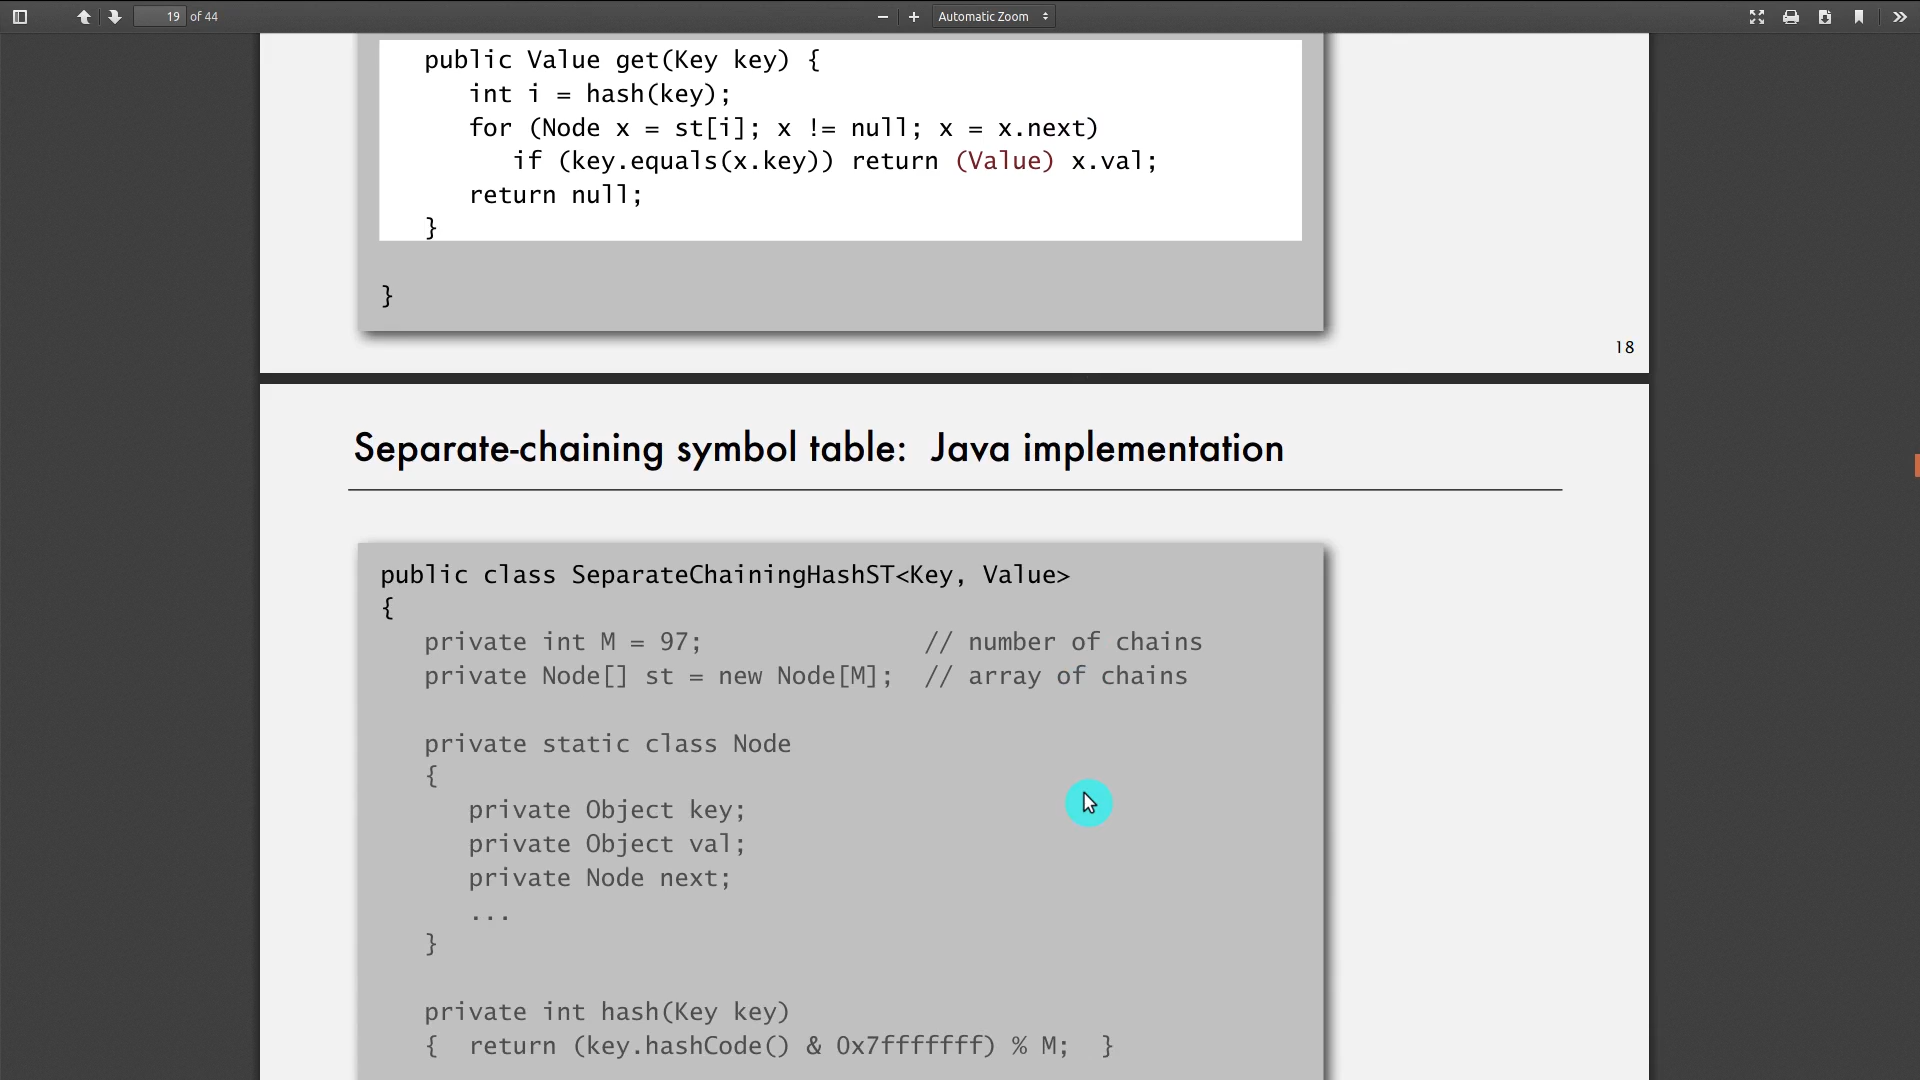 19 of 44
Automatic Zoom
public Value get(Key key) {
int i = hash(key);
for (Node x = st[i]; x != null; x = x.next)
if (key.equals(x.key)) return (Value) x.val;
return null;
}
}
18
Separate-chaining symbol table: Java implementation
public class SeparateChainingHashST<Key, Value>
{
private int M = 97; // number of chains
private Node[] st = new Node[M]; // array of chains
private static class Node
{
private Object key;
private Object val;
private Node next;
...
}
private int hash(Key key)
{ return (key.hashCode() & 0x7fffffff) % M; }